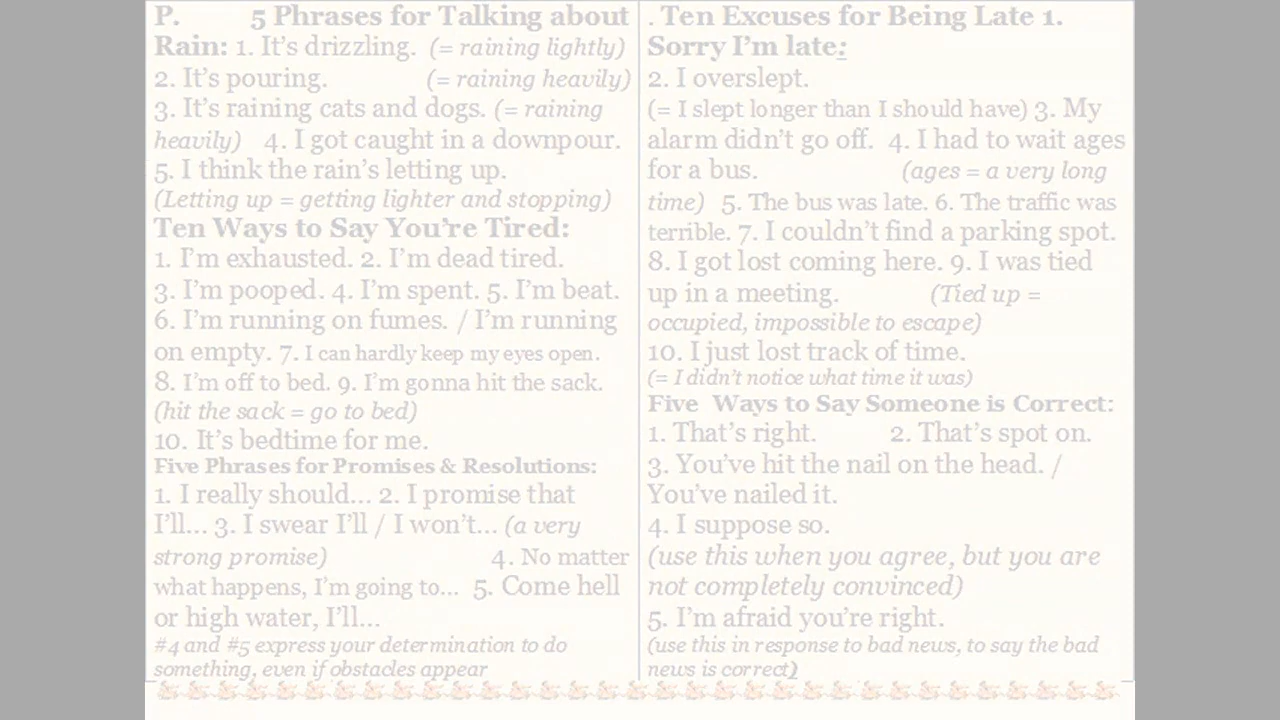 P. 5 Phrases for Talking about
Rain: 1. It's drizzling. (= raining lightly)
2. It's pouring. (= raining heavily)
3. It's raining cats and dogs. (= raining
heavily) 4. I got caught in a downpour.
5. I think the rain's letting up.
(Letting up = getting lighter and stopping)
Ten Ways to Say You're Tired:
1. I'm exhausted. 2. I'm dead tired.
3. I'm pooped. 4. I'm spent. 5. I'm beat.
6. I'm running on fumes. / I'm running
on empty. 7. I can hardly keep my eyes open.
8. I'm off to bed. 9. I'm gonna hit the sack.
(hit the sack = go to bed)
10. It's bedtime for me.
Five Phrases for Promises & Resolutions:
1. I really should... 2. I promise that
I'll... 3. I swear I'll / I won't... (a very
strong promise) 4. No matter
what happens, I'm going to... 5. Come hell
or high water, I'll...
#4 and #5 express your determination to do
something, even if obstacles appear
. Ten Excuses for Being Late 1.
Sorry I'm late:
2. I overslept.
(= I slept longer than I should have) 3. My
alarm didn't go off. 4. I had to wait ages
for a bus. (ages = a very long
time) 5. The bus was late. 6. The traffic was
terrible. 7. I couldn't find a parking spot.
8. I got lost coming here. 9. I was tied
up in a meeting. (Tied up =
occupied, impossible to escape)
10. I just lost track of time.
(= I didn't notice what time it was)
Five Ways to Say Someone is Correct:
1. That's right. 2. That's spot on.
3. You've hit the nail on the head. /
You've nailed it.
4. I suppose so.
(use this when you agree, but you are
not completely convinced)
5. I'm afraid you're right.
(use this in response to bad news, to say the bad
news is correct)